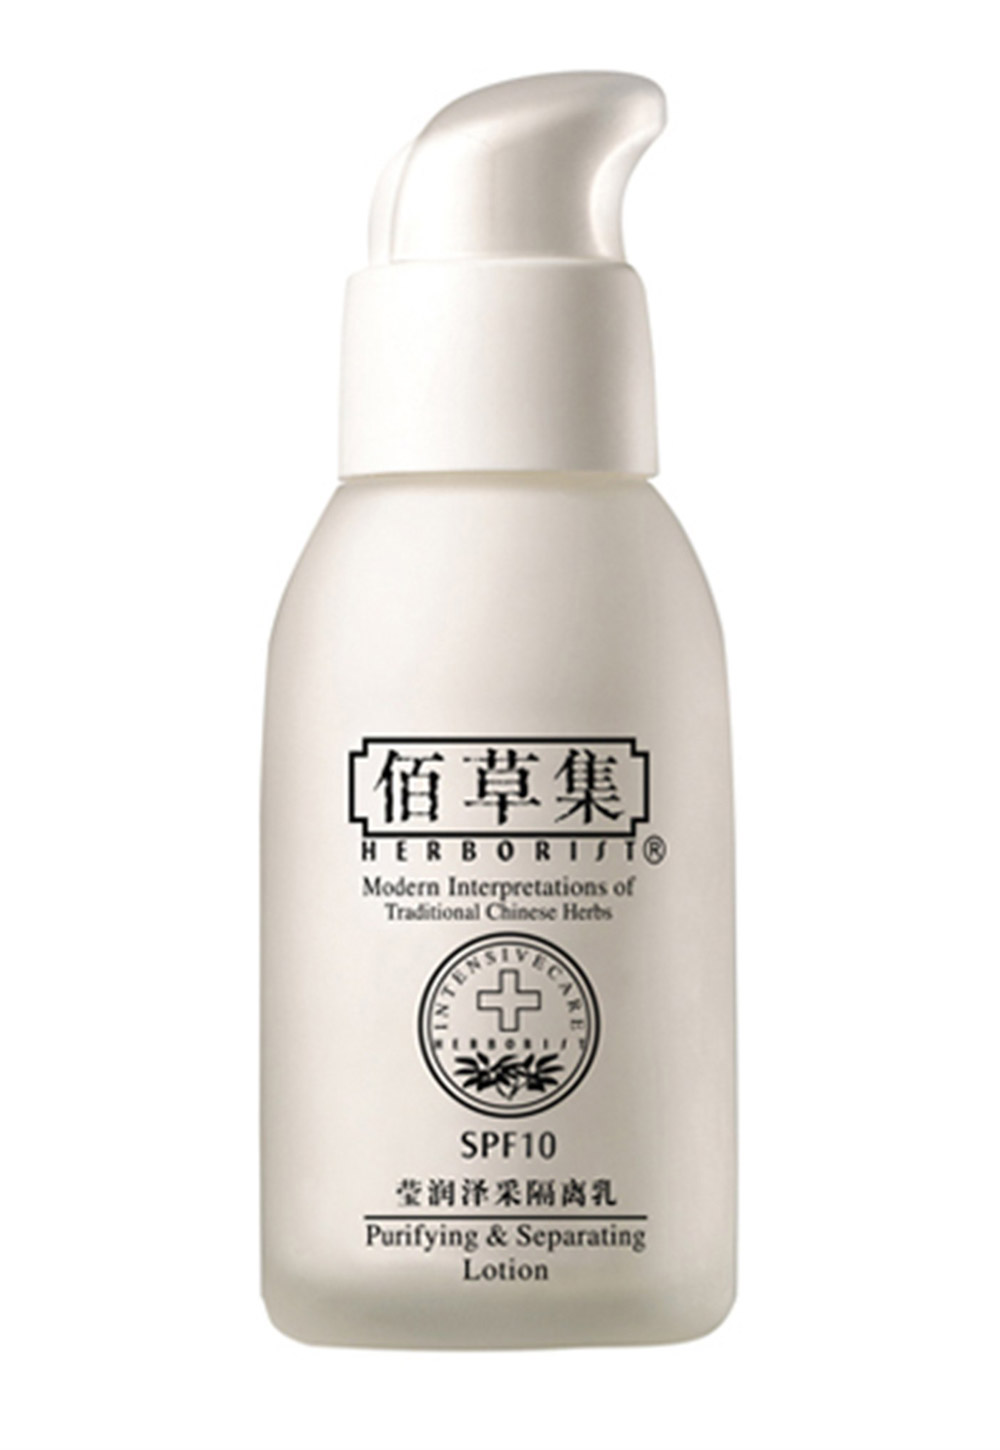 佰草集
HERBORIST®
Modern Interpretations of
Traditional Chinese Herbs
INTENSIVECARE
HERBORIST
SPF10
莹润泽采隔离乳
Purifying & Separating
Lotion